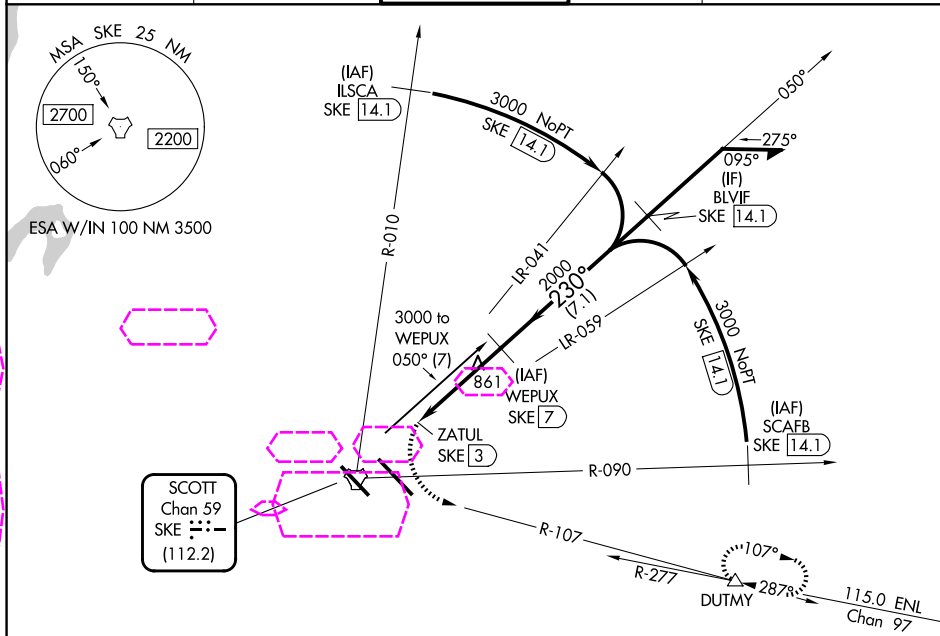 MSA SKE 25 NM
150°
2700
2200
060°
ESA W/IN 100 NM 3500
(IAF)
ILSCA
SKE 14.1
3000 NoPT
SKE 14.1
050°
275°
095°
(IF)
BLVIF
SKE 14.1
R-010
LR-041
2000
230°
(7.1)
LR-059
3000 to
WEPUX
050° (7)
861
(IAF)
WEPUX
SKE 7
3000 NoPT
SKE 14.1
(IAF)
SCAFB
SKE 14.1
ZATUL
SKE 3
R-090
SCOTT
Chan 59
SKE
(112.2)
R-107
R-277
107°
287°
DUTMY
115.0 ENL
Chan 97